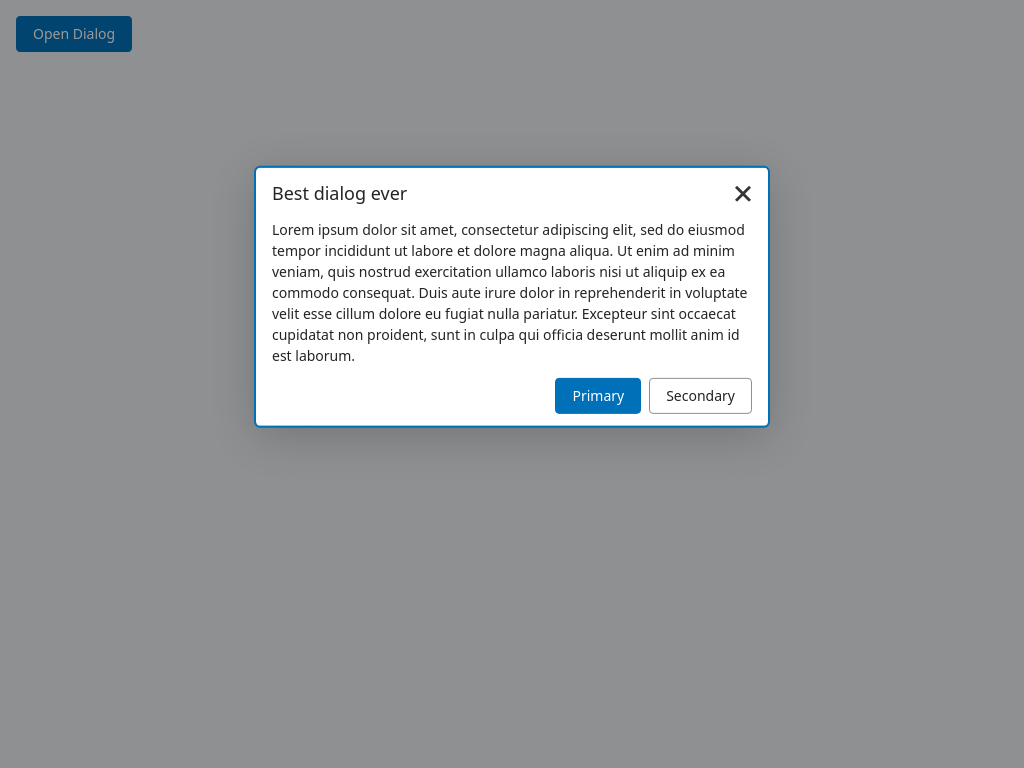 Open Dialog
Best dialog ever
Lorem ipsum dolor sit amet, consectetur adipiscing elit, sed do eiusmod
tempor incididunt ut labore et dolore magna aliqua. Ut enim ad minim
veniam, quis nostrud exercitation ullamco laboris nisi ut aliquip ex ea
commodo consequat. Duis aute irure dolor in reprehenderit in voluptate
velit esse cillum dolore eu fugiat nulla pariatur. Excepteur sint occaecat
cupidatat non proident, sunt in culpa qui officia deserunt mollit anim id
est laborum.
Primary Secondary